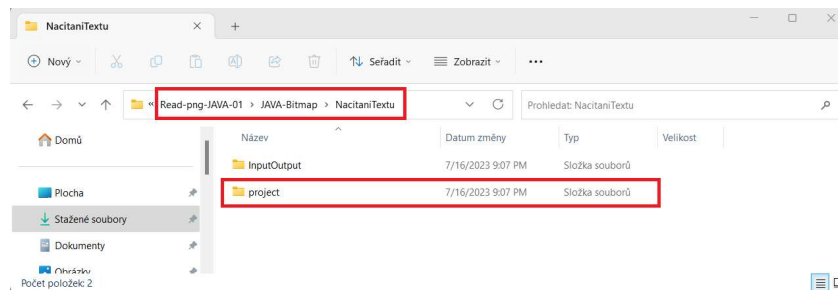 NacitaniTextu
Nový Seřadit Zobrazit
« Read-png-JAVA-01 > JAVA-Bitmap > NacitaniTextu Prohledat: NacitaniTextu
Domů Název Datum změny Typ Velikost
InputOutput 7/16/2023 9:07 PM Složka souborů
Plocha project 7/16/2023 9:07 PM Složka souborů
Stažené soubory
Dokumenty
Obrázky
Počet položek: 2